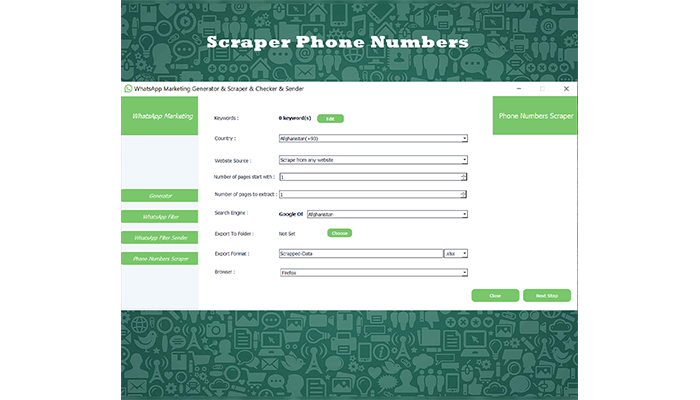 Scraper Phone Numbers
WhatsApp Marketing Generator & Scraper & Checker & Sender
WhatsApp Marketing
Phone Numbers Scraper
Generator
WhatsApp Filter
WhatsApp Filter Sender
Phone Numbers Scraper
Keywords :
0 keyword(s)
Edit
Country :
Afghanistan(+93)
Website Source :
Scrape from any website
Number of pages start with :
1
Number of pages to extract :
1
Search Engine :
Google Of
Afghanistan
Export To Folder :
Not Set
Choose
Export Format :
Scrapped-Data
.xlsx
Browser :
Firefox
Close
Next Step